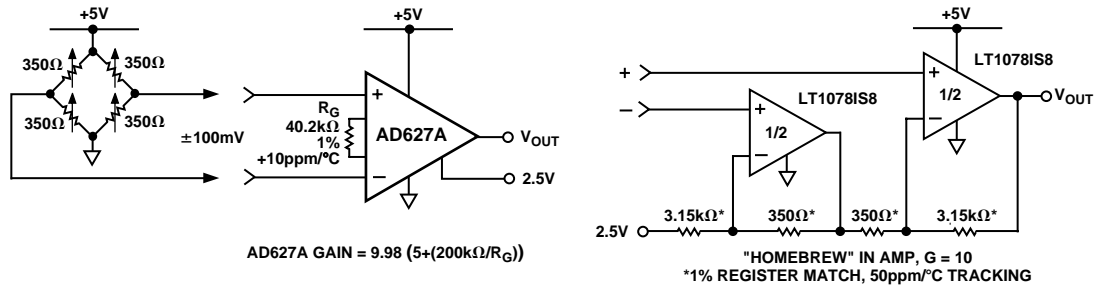 +5V
350Ω 350Ω
350Ω 350Ω
±100mV
+5V
+
RG
40.2kΩ
1%
+10ppm/°C
AD627A
−
VOUT
2.5V
AD627A GAIN = 9.98 (5+(200kΩ/RG))
+5V
LT1078IS8
+
+
1/2
−
VOUT
−
LT1078IS8
+
1/2
−
2.5V
3.15kΩ*
350Ω*
350Ω*
3.15kΩ*
"HOMEBREW" IN AMP, G = 10
*1% REGISTER MATCH, 50ppm/°C TRACKING